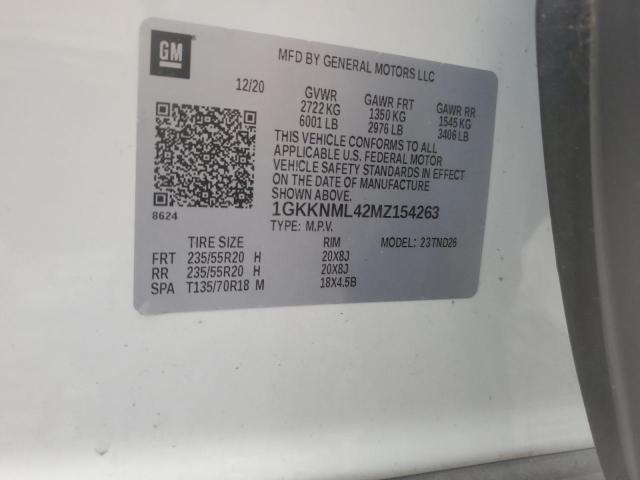 GM
MFD BY GENERAL MOTORS LLC
12/20 GVWR GAWR FRT GAWR RR
2722 KG 1350 KG 1545 KG
6001 LB 2976 LB 3406 LB
THIS VEHICLE CONFORMS TO ALL
APPLICABLE U.S. FEDERAL MOTOR
VEHICLE SAFETY STANDARDS IN EFFECT
ON THE DATE OF MANUFACTURE
SHOWN ABOVE.
8624 1GKKNML42MZ154263
TYPE: M.P.V.
TIRE SIZE RIM MODEL: 23TND26
FRT 235/55R20 H 20X8J
RR 235/55R20 H 20X8J
SPA T135/70R18 M 18X4.5B